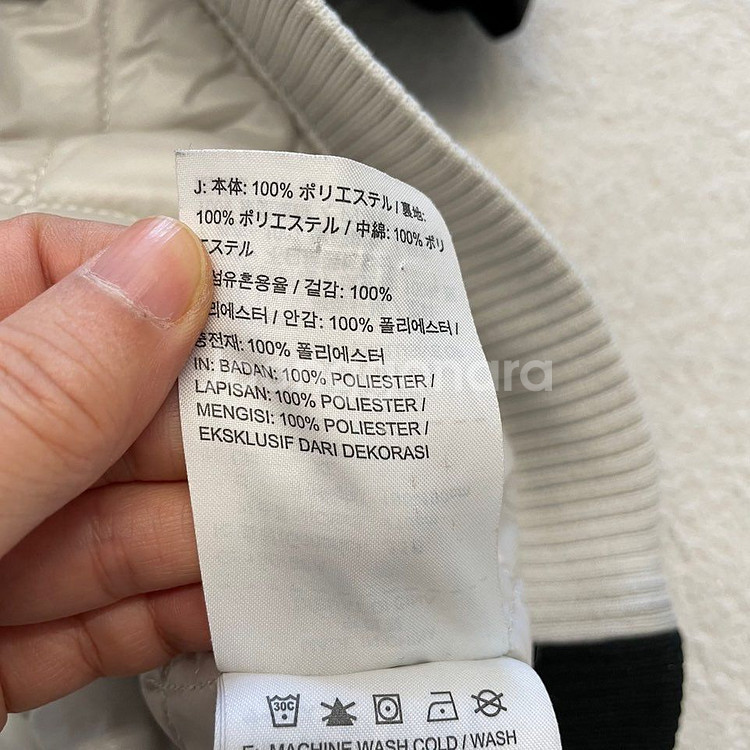 J: 本体: 100% ポリエステル / 裏地:
100% ポリエステル / 中綿: 100% ポリ
エステル
섬유혼용율 / 겉감: 100%
폴리에스터 / 안감: 100% 폴리에스터 /
충전재: 100% 폴리에스터
IN: BADAN: 100% POLIESTER /
LAPISAN: 100% POLIESTER /
MENGISI: 100% POLIESTER /
EKSKLUSIF DARI DEKORASI
30C
E: MACHINE WASH COLD / WASH